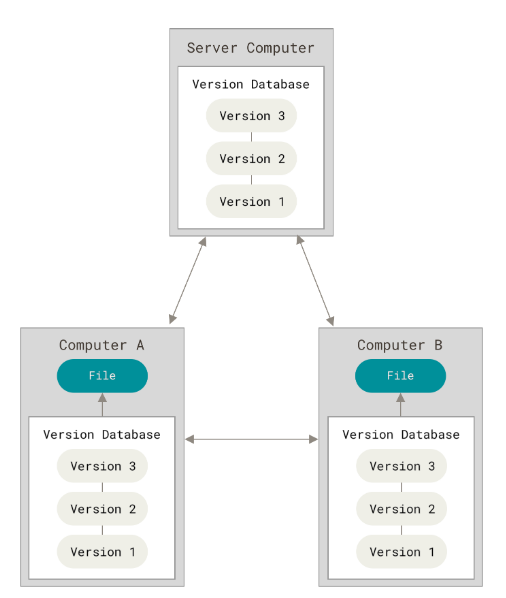 Server Computer
Version Database
Version 3
Version 2
Version 1
Computer A
File
Version Database
Version 3
Version 2
Version 1
Computer B
File
Version Database
Version 3
Version 2
Version 1